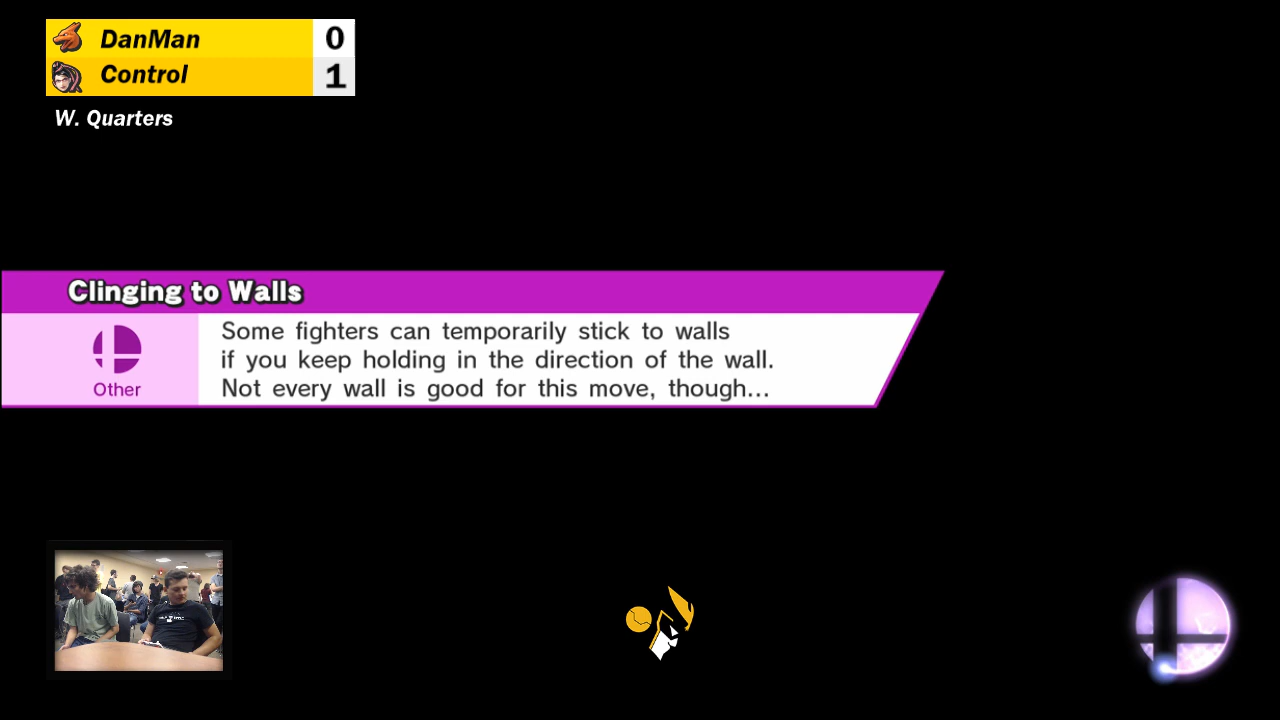 DanMan 0
Control 1
W. Quarters
Clinging to Walls
Some fighters can temporarily stick to walls
if you keep holding in the direction of the wall.
Not every wall is good for this move, though...
Other